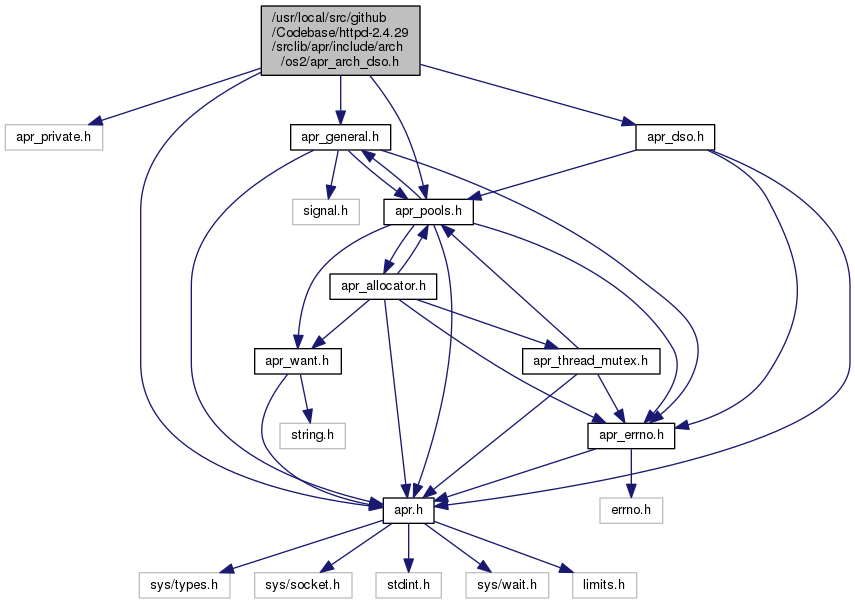 /usr/local/src/github
/Codebase/httpd-2.4.29
/srclib/apr/include/arch
/os2/apr_arch_dso.h
apr_private.h
apr_general.h
apr_dso.h
signal.h
apr_pools.h
apr_allocator.h
apr_want.h
apr_thread_mutex.h
string.h
apr_errno.h
apr.h
errno.h
sys/types.h
sys/socket.h
stdint.h
sys/wait.h
limits.h